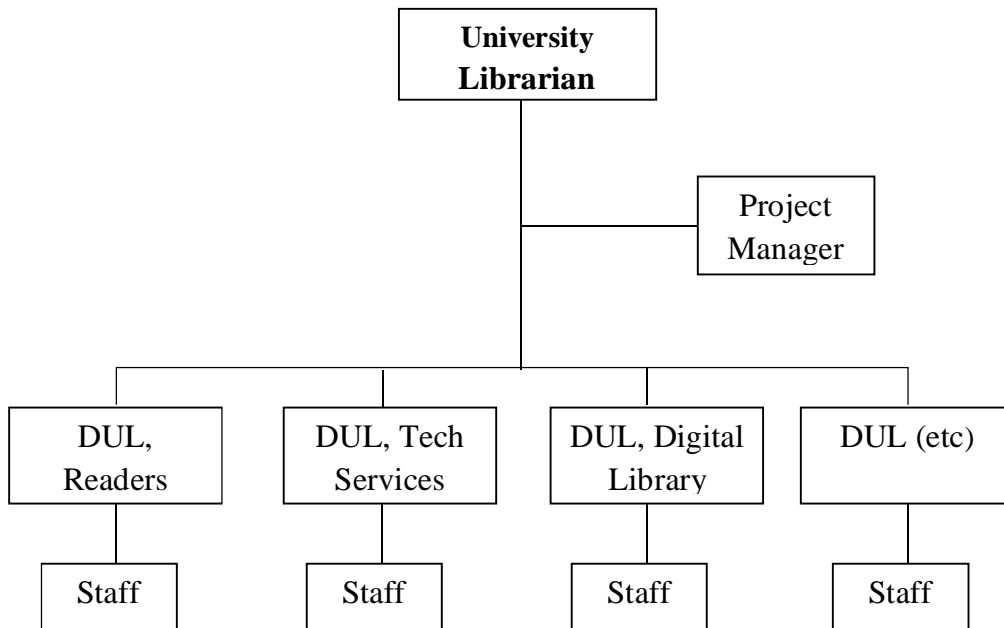 University
Librarian
Project
Manager
DUL,
Readers
DUL, Tech
Services
DUL, Digital
Library
DUL (etc)
Staff
Staff
Staff
Staff